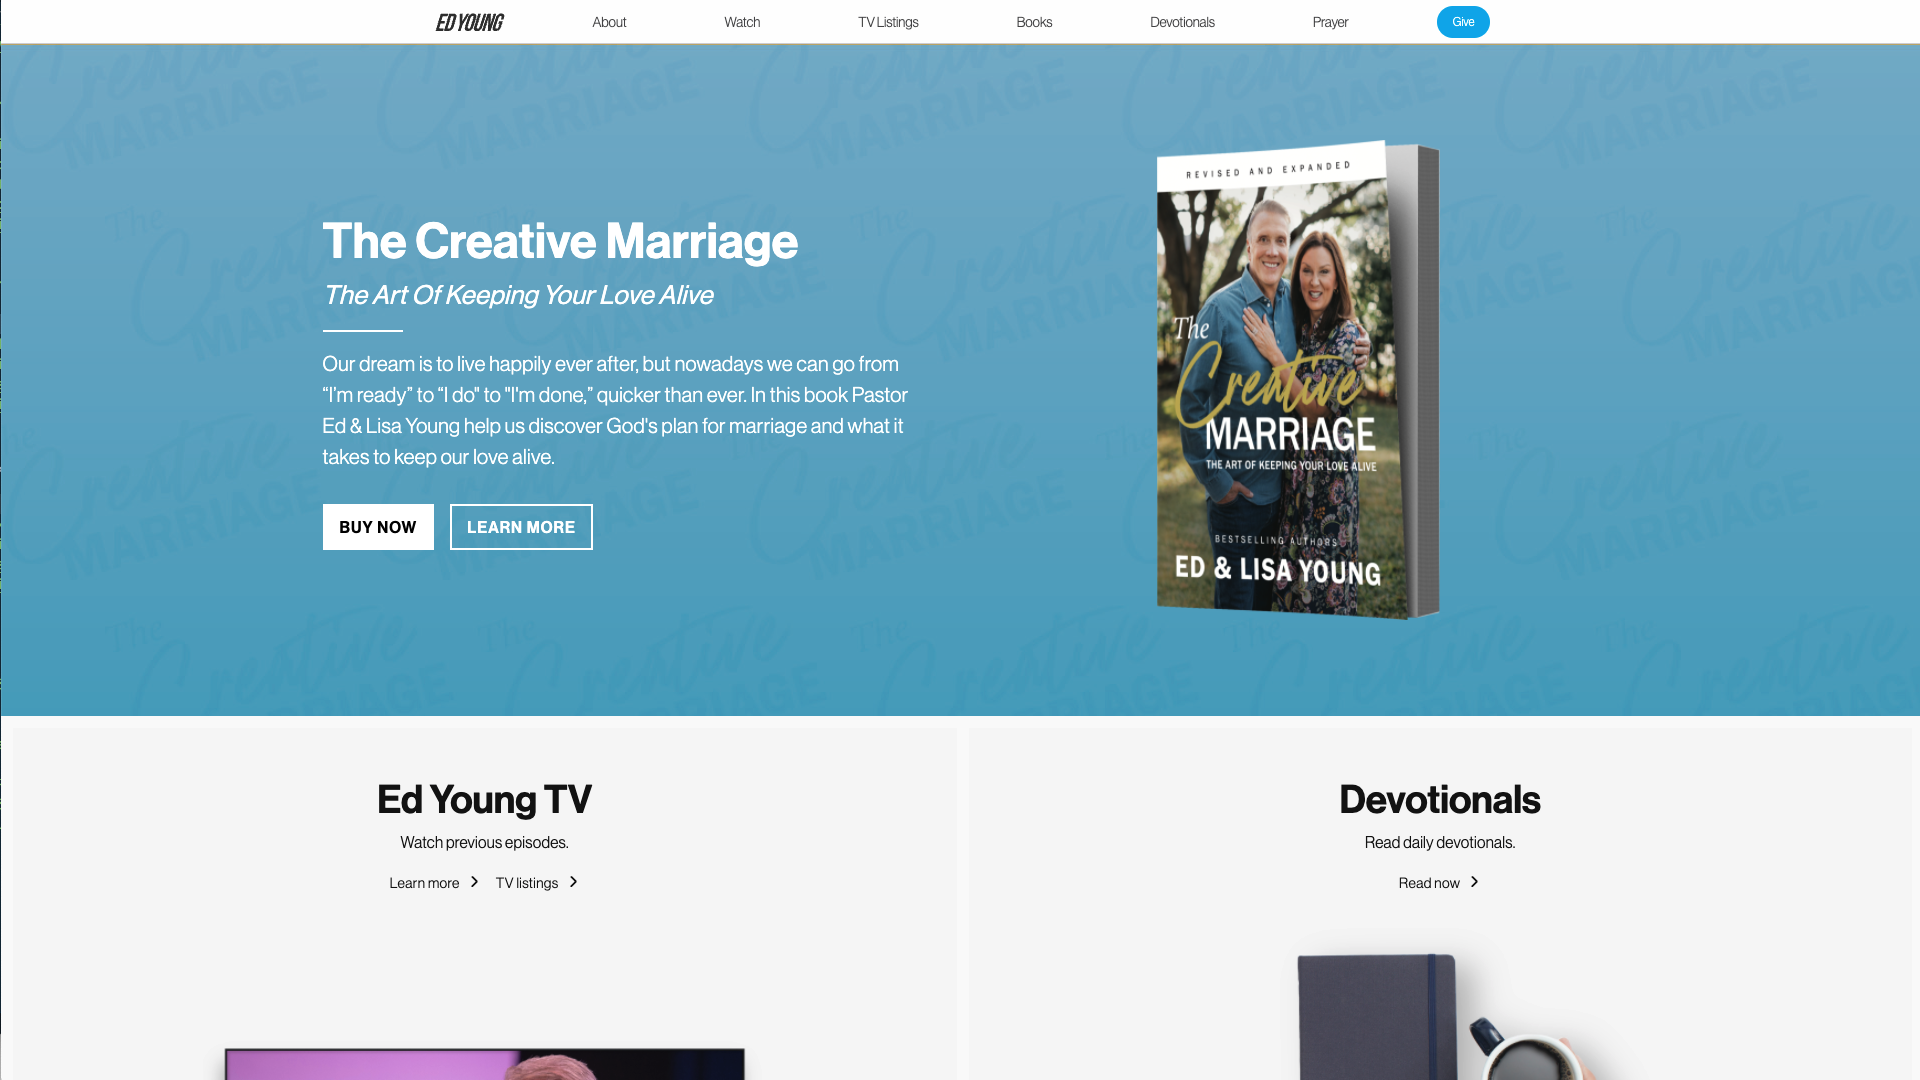 ED YOUNG
About
Watch
TV Listings
Books
Devotionals
Prayer
Give
The Creative Marriage
The Art Of Keeping Your Love Alive
Our dream is to live happily ever after, but nowadays we can go from
“I’m ready” to “I do" to "I'm done,” quicker than ever. In this book Pastor
Ed & Lisa Young help us discover God's plan for marriage and what it
takes to keep our love alive.
BUY NOW
LEARN MORE
REVISED AND EXPANDED
The
Creative
MARRIAGE
THE ART OF KEEPING YOUR LOVE ALIVE
BESTSELLING AUTHORS
ED & LISA YOUNG
Ed Young TV
Watch previous episodes.
Learn more
TV listings
Devotionals
Read daily devotionals.
Read now